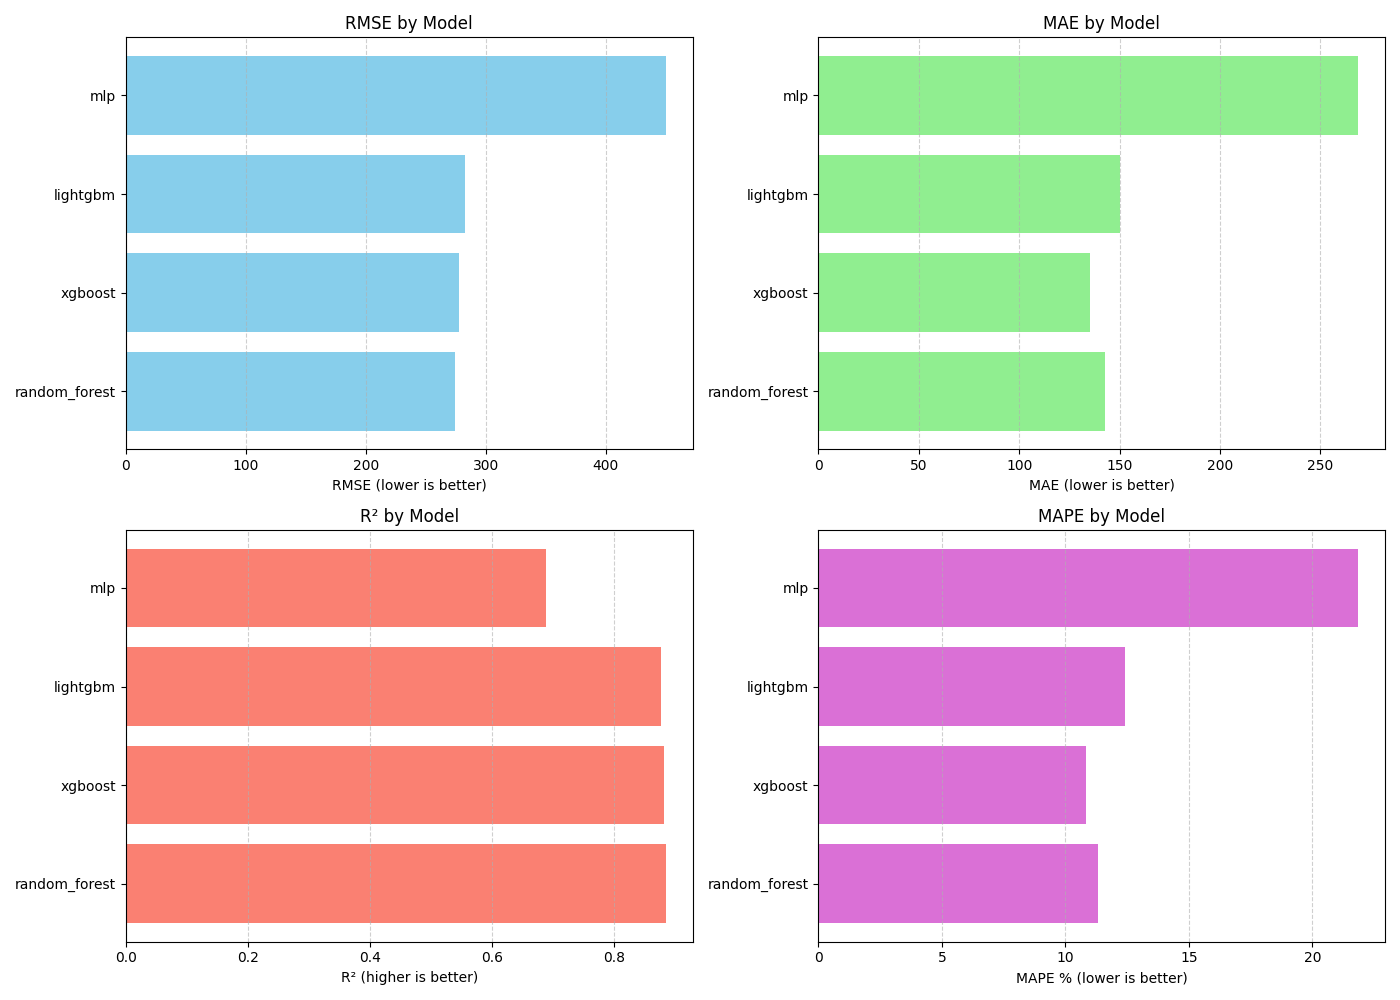 RMSE by Model
mlp
lightgbm
xgboost
random_forest
0 100 200 300 400
RMSE (lower is better)
MAE by Model
mlp
lightgbm
xgboost
random_forest
0 50 100 150 200 250
MAE (lower is better)
R² by Model
mlp
lightgbm
xgboost
random_forest
0.0 0.2 0.4 0.6 0.8
R² (higher is better)
MAPE by Model
mlp
lightgbm
xgboost
random_forest
0 5 10 15 20
MAPE % (lower is better)